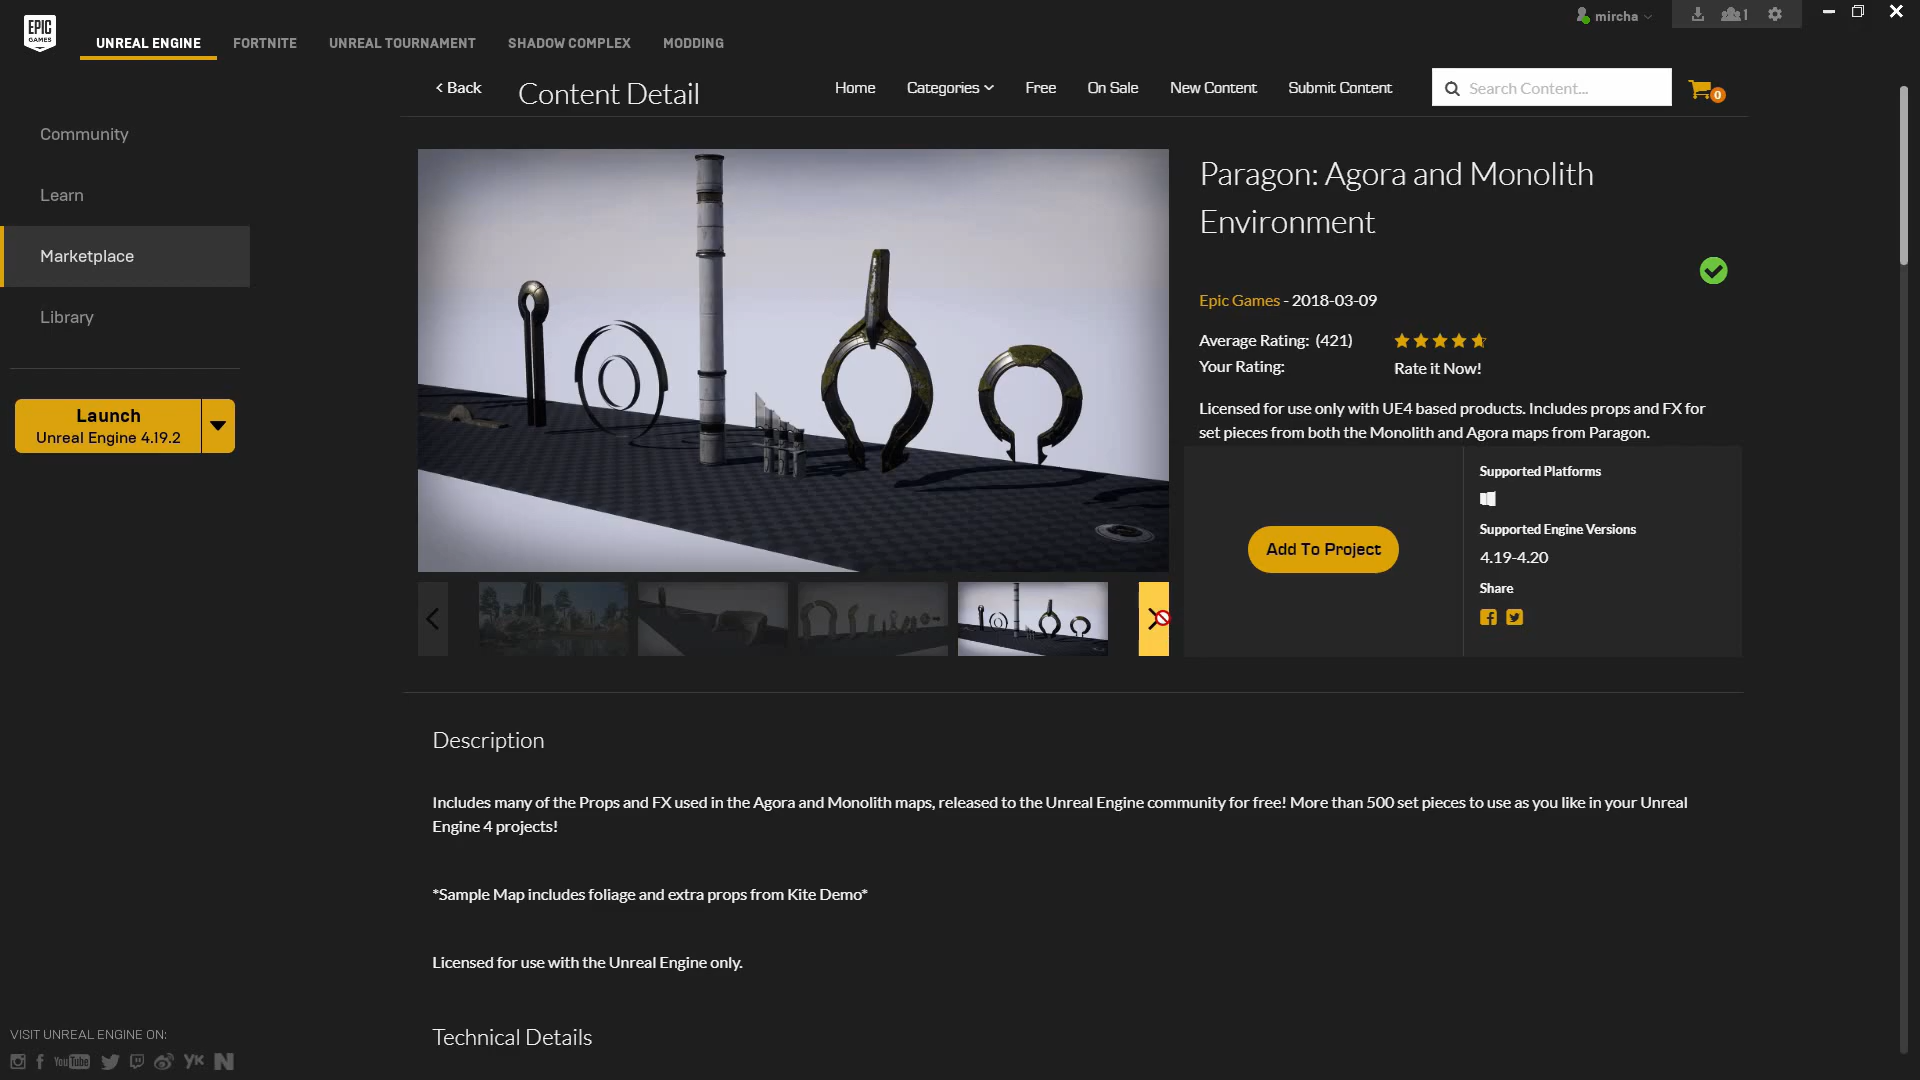 EPIC
GAMES
UNREAL ENGINE
FORTNITE
UNREAL TOURNAMENT
SHADOW COMPLEX
MODDING
mircha
1
< Back
Content Detail
Home
Categories
Free
On Sale
New Content
Submit Content
Search Content...
0
Community
Learn
Marketplace
Library
Launch
Unreal Engine 4.19.2
Paragon: Agora and Monolith
Environment
Epic Games - 2018-03-09
Average Rating: (421)
Your Rating:
Rate it Now!
Licensed for use only with UE4 based products. Includes props and FX for
set pieces from both the Monolith and Agora maps from Paragon.
Add To Project
Supported Platforms
Supported Engine Versions
4.19-4.20
Share
Description
Includes many of the Props and FX used in the Agora and Monolith maps, released to the Unreal Engine community for free! More than 500 set pieces to use as you like in your Unreal
Engine 4 projects!
*Sample Map includes foliage and extra props from Kite Demo*
Licensed for use with the Unreal Engine only.
Technical Details
VISIT UNREAL ENGINE ON:
YouTube